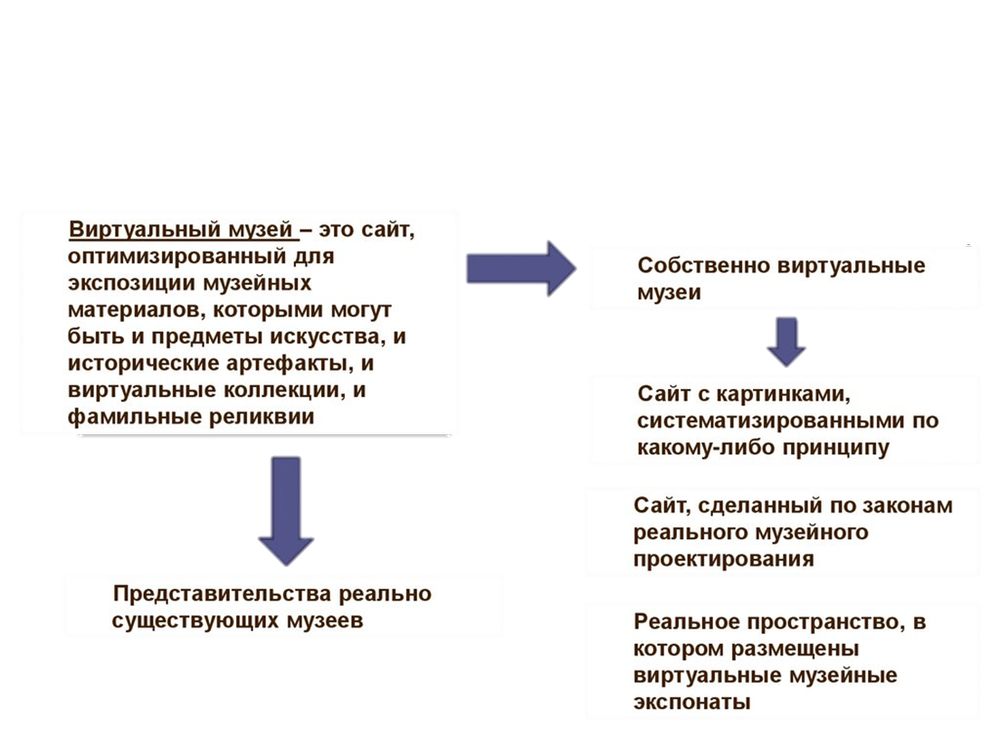 Виртуальный музей – это сайт,
оптимизированный для
экспозиции музейных
материалов, которыми могут
быть и предметы искусства, и
исторические артефакты, и
виртуальные коллекции, и
фамильные реликвии
Представительства реально
существующих музеев
Собственно виртуальные
музеи
Сайт с картинками,
систематизированными по
какому-либо принципу
Сайт, сделанный по законам
реального музейного
проектирования
Реальное пространство, в
котором размещены
виртуальные музейные
экспонаты